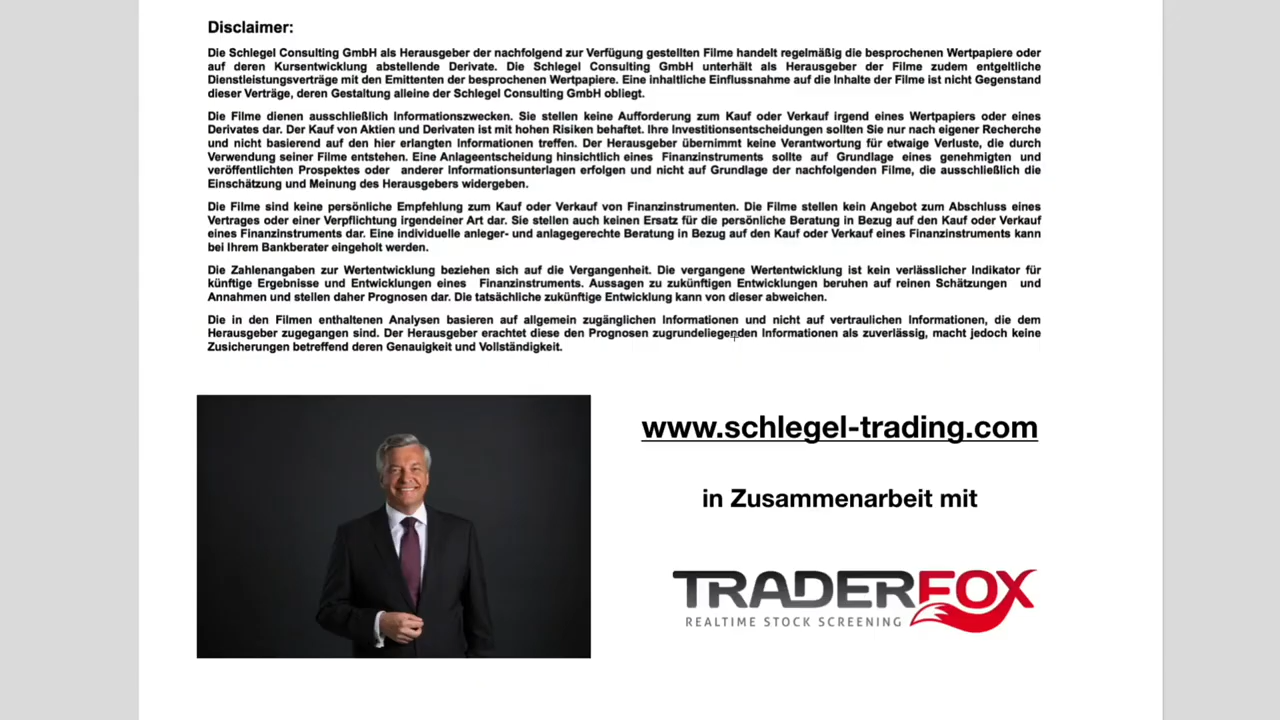 Disclaimer:
Die Schlegel Consulting GmbH als Herausgeber der nachfolgend zur Verfügung gestellten Filme handelt regelmäßig die besprochenen Wertpapiere oder
auf deren Kursentwicklung abstellende Derivate. Die Schlegel Consulting GmbH unterhält als Herausgeber der Filme zudem entgeltliche
Dienstleistungsverträge mit den Emittenten der besprochenen Wertpapiere. Eine inhaltliche Einflussnahme auf die Inhalte der Filme ist nicht Gegenstand
dieser Verträge, deren Gestaltung alleine der Schlegel Consulting GmbH obliegt.
Die Filme dienen ausschließlich Informationszwecken. Sie stellen keine Aufforderung zum Kauf oder Verkauf irgend eines Wertpapiers oder eines
Derivates dar. Der Kauf von Aktien und Derivaten ist mit hohen Risiken behaftet. Ihre Investitionsentscheidungen sollten Sie nur nach eigener Recherche
und nicht basierend auf den hier erlangten Informationen treffen. Der Herausgeber übernimmt keine Verantwortung für etwaige Verluste, die durch
Verwendung seiner Filme entstehen. Eine Anlageentscheidung hinsichtlich eines Finanzinstruments sollte auf Grundlage eines genehmigten und
veröffentlichten Prospektes oder anderer Informationsunterlagen erfolgen und nicht auf Grundlage der nachfolgenden Filme, die ausschließlich die
Einschätzung und Meinung des Herausgebers widergeben.
Die Filme sind keine persönliche Empfehlung zum Kauf oder Verkauf von Finanzinstrumenten. Die Filme stellen kein Angebot zum Abschluss eines
Vertrages oder einer Verpflichtung irgendeiner Art dar. Sie stellen auch keinen Ersatz für die persönliche Beratung in Bezug auf den Kauf oder Verkauf
eines Finanzinstruments dar. Eine individuelle anleger- und anlagegerechte Beratung in Bezug auf den Kauf oder Verkauf eines Finanzinstruments kann
bei Ihrem Bankberater eingeholt werden.
Die Zahlenangaben zur Wertentwicklung beziehen sich auf die Vergangenheit. Die vergangene Wertentwicklung ist kein verlässlicher Indikator für
künftige Ergebnisse und Entwicklungen eines Finanzinstruments. Aussagen zu zukünftigen Entwicklungen beruhen auf reinen Schätzungen und
Annahmen und stellen daher Prognosen dar. Die tatsächliche zukünftige Entwicklung kann von dieser abweichen.
Die in den Filmen enthaltenen Analysen basieren auf allgemein zugänglichen Informationen und nicht auf vertraulichen Informationen, die dem
Herausgeber zugegangen sind. Der Herausgeber erachtet diese den Prognosen zugrundeliegenden Informationen als zuverlässig, macht jedoch keine
Zusicherungen betreffend deren Genauigkeit und Vollständigkeit.
www.schlegel-trading.com
in Zusammenarbeit mit
TRADERFOX
REALTIME STOCK SCREENING